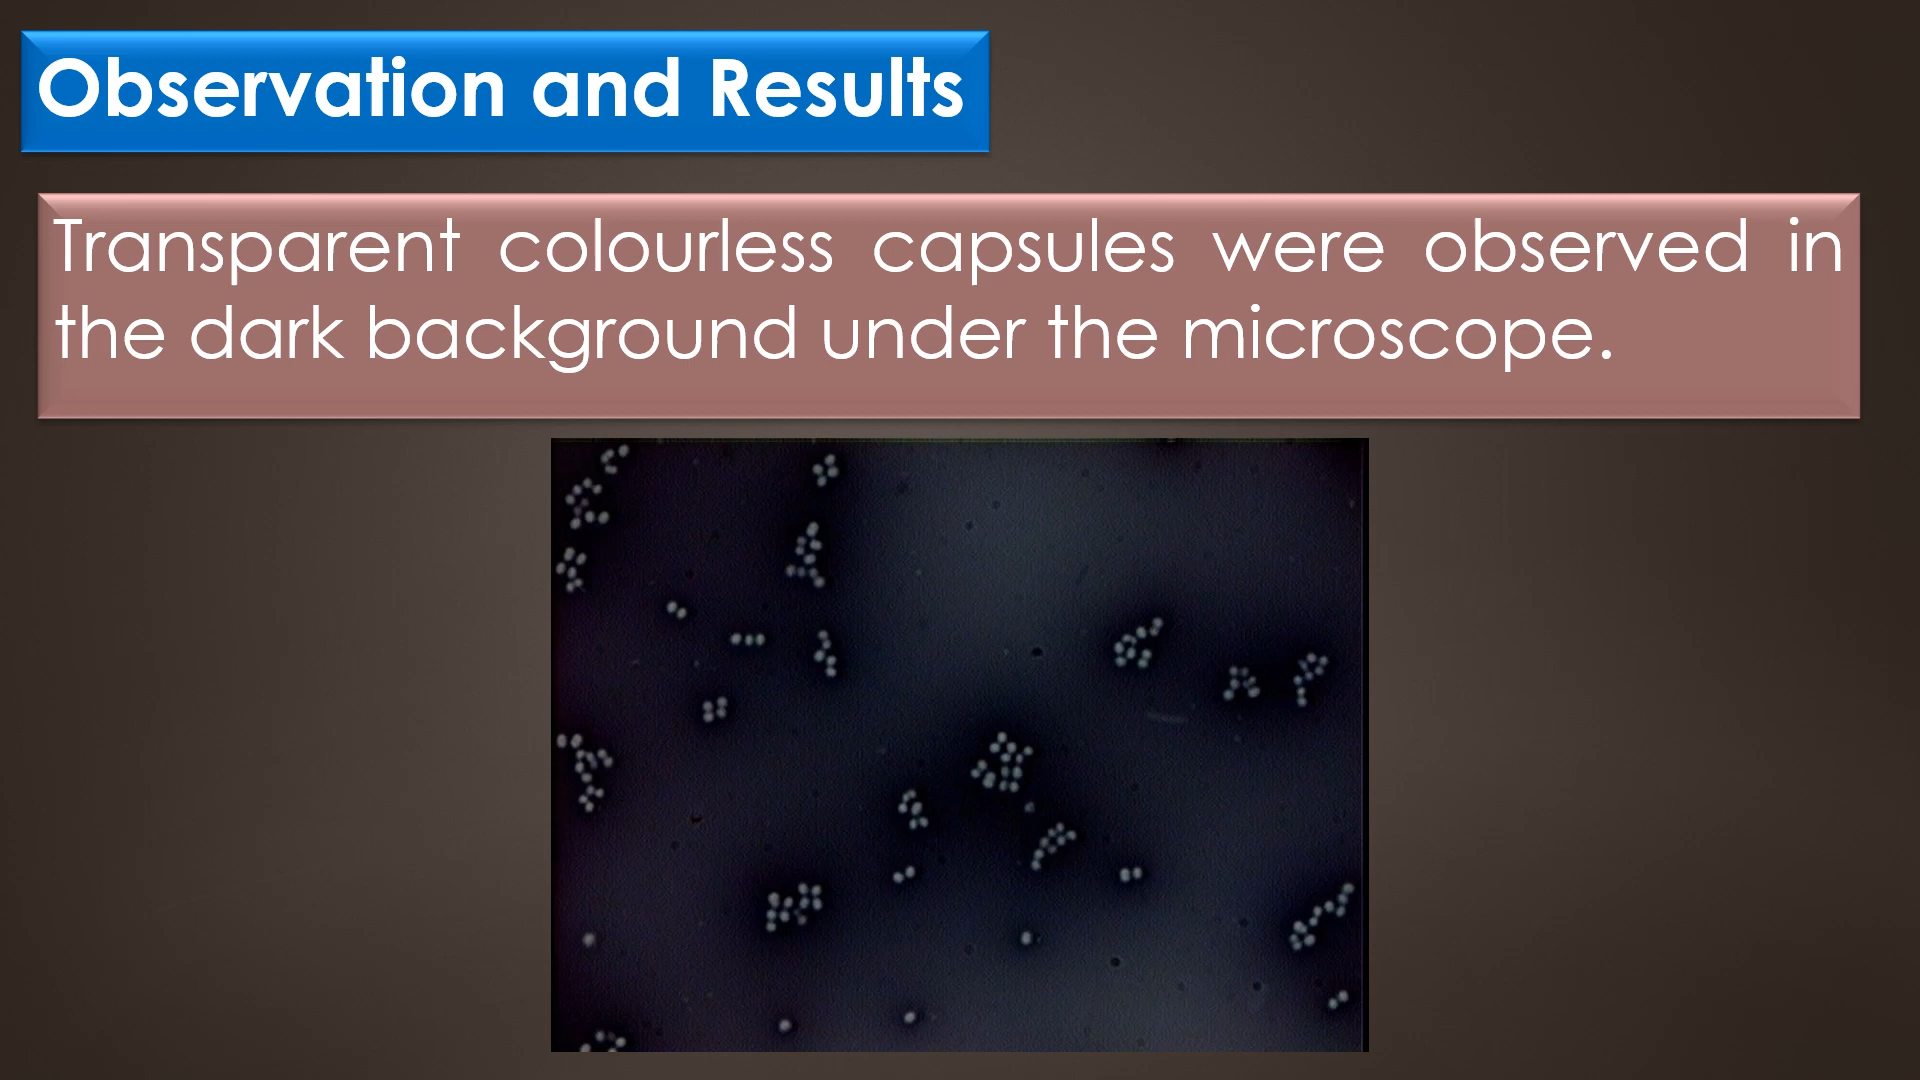 Observation and Results
Transparent colourless capsules were observed in
the dark background under the microscope.